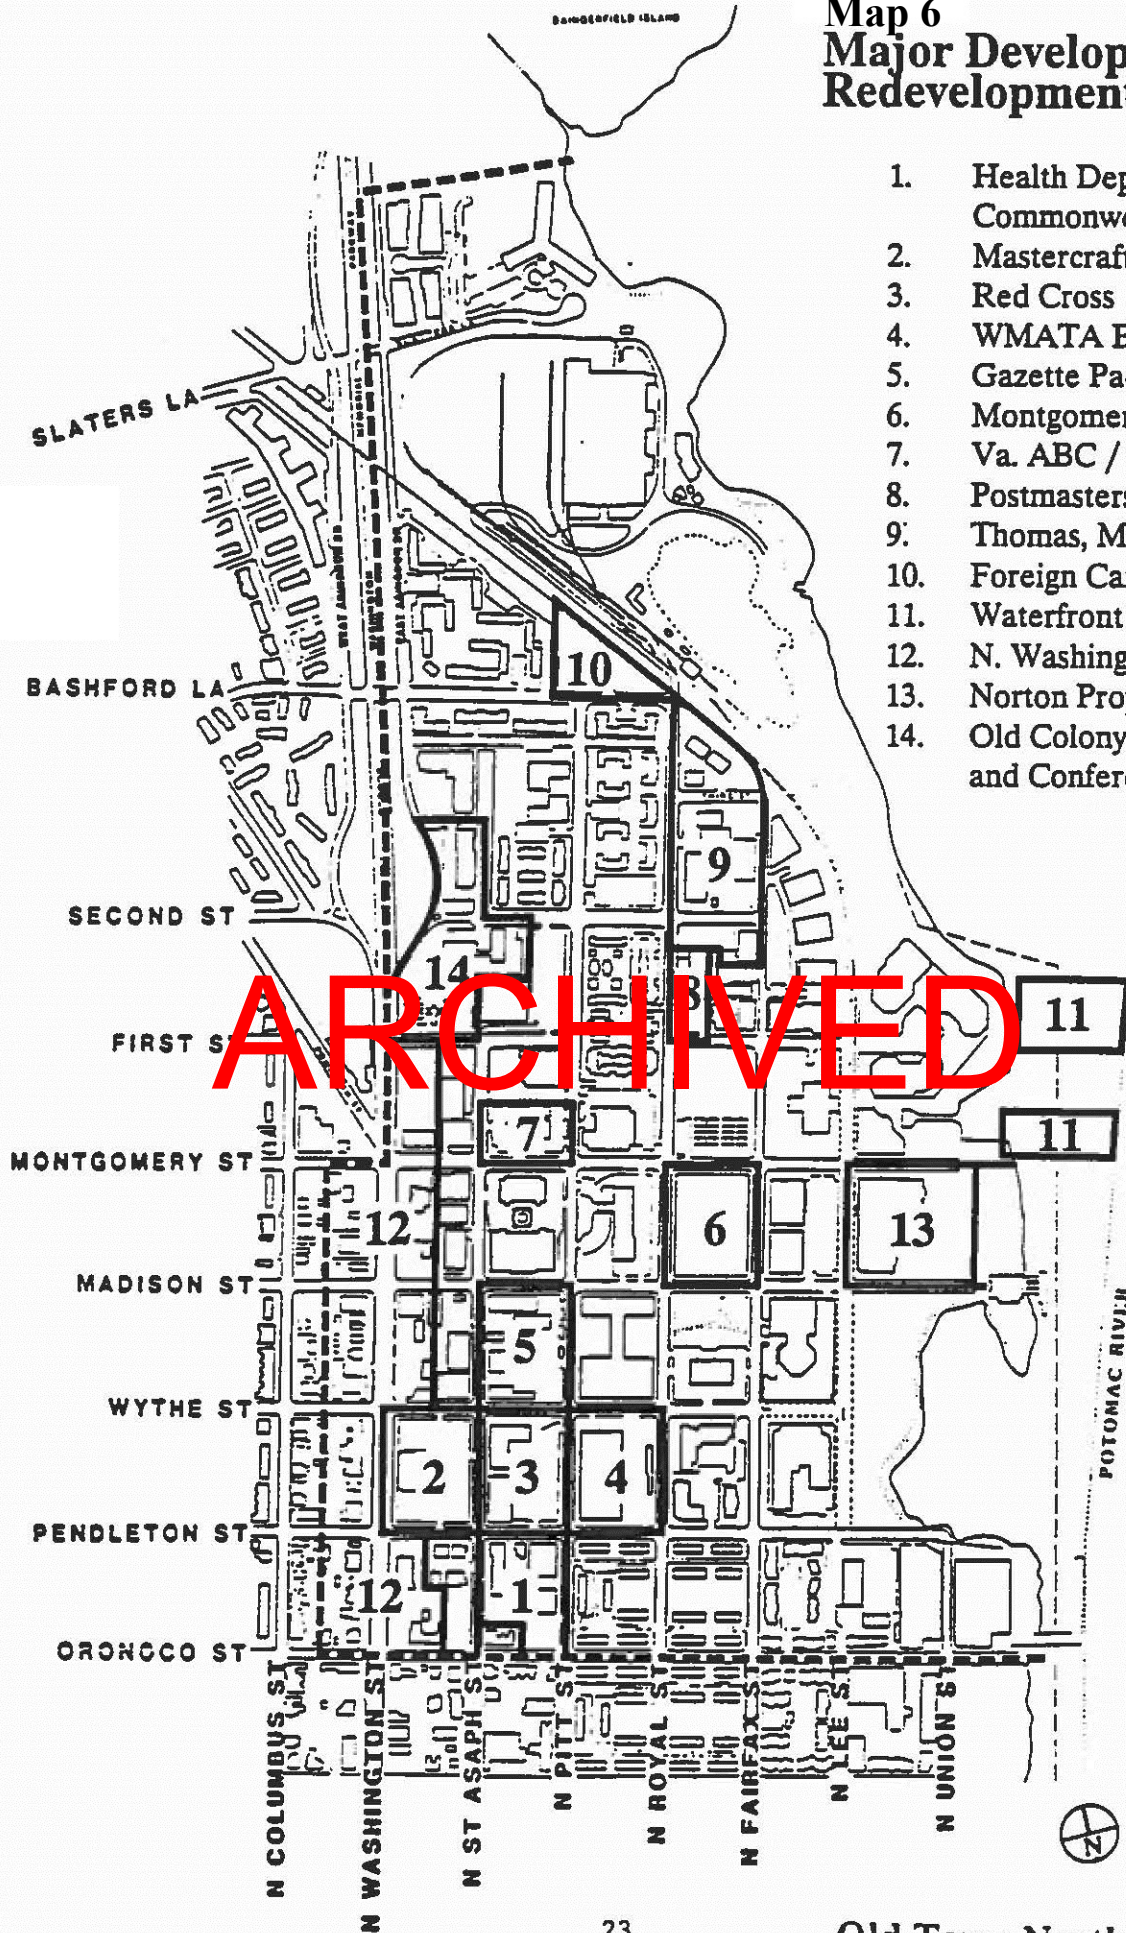 DAINGERFIELD ISLAND
Map 6
Major Develop
Redevelopment
1. Health Dep
Commonwe
2. Mastercraft
3. Red Cross
4. WMATA B
5. Gazette Pa
6. Montgomer
7. Va. ABC /
8. Postmasters
9. Thomas, M
10. Foreign Ca
11. Waterfront
12. N. Washing
13. Norton Pro
14. Old Colony
and Confer
SLATERS LA
10
BASHFORD LA
9
SECOND ST
14
8
11
ARCHIVED
FIRST ST
7
11
MONTGOMERY ST
12
6
13
MADISON ST
5
WYTHE ST
2
3
4
POTOMAC RIVER
PENDLETON ST
12
1
ORONOCO ST
N COLUMBUS ST
N WASHINGTON ST
N ST ASAPH ST
N PITT ST
N ROYAL ST
N FAIRFAX ST
N LEE ST
N UNION ST
N
23